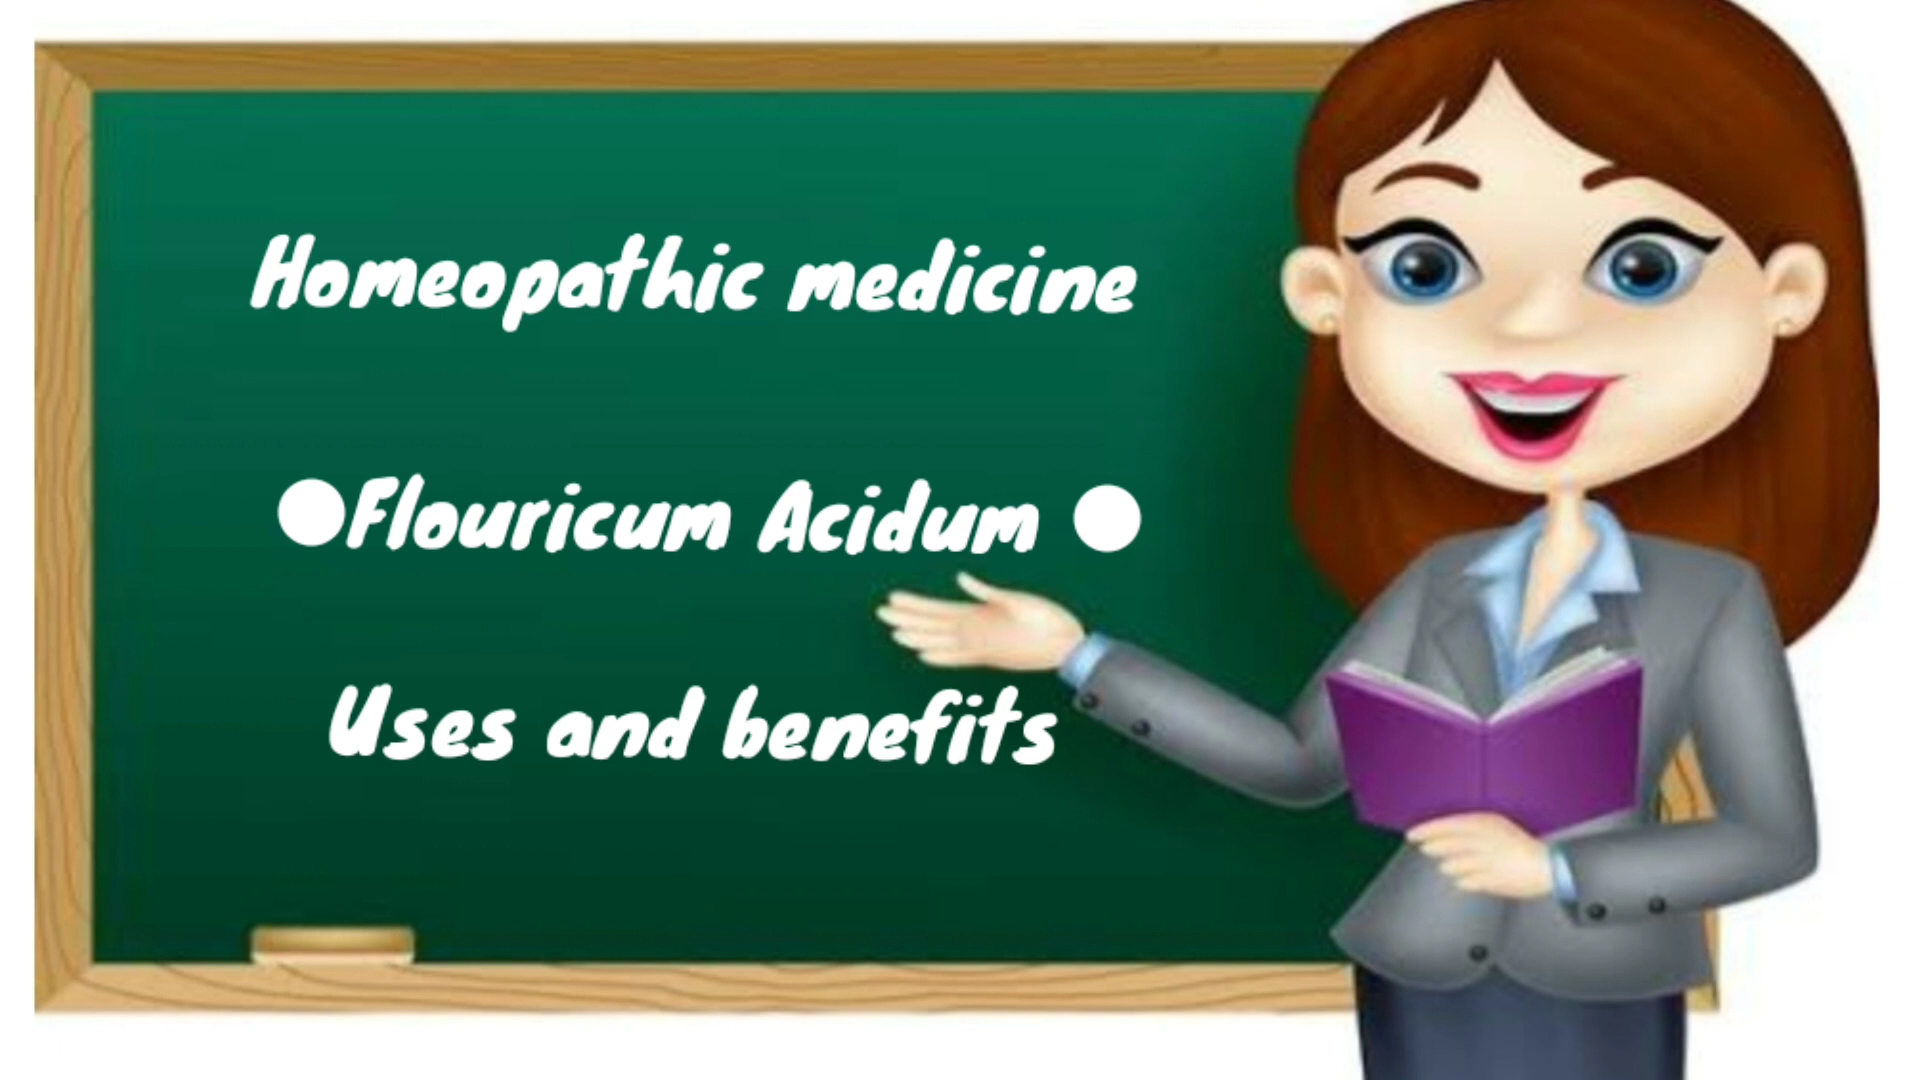 Homeopathic medicine
●Flouricum Acidum ●
Uses and benefits